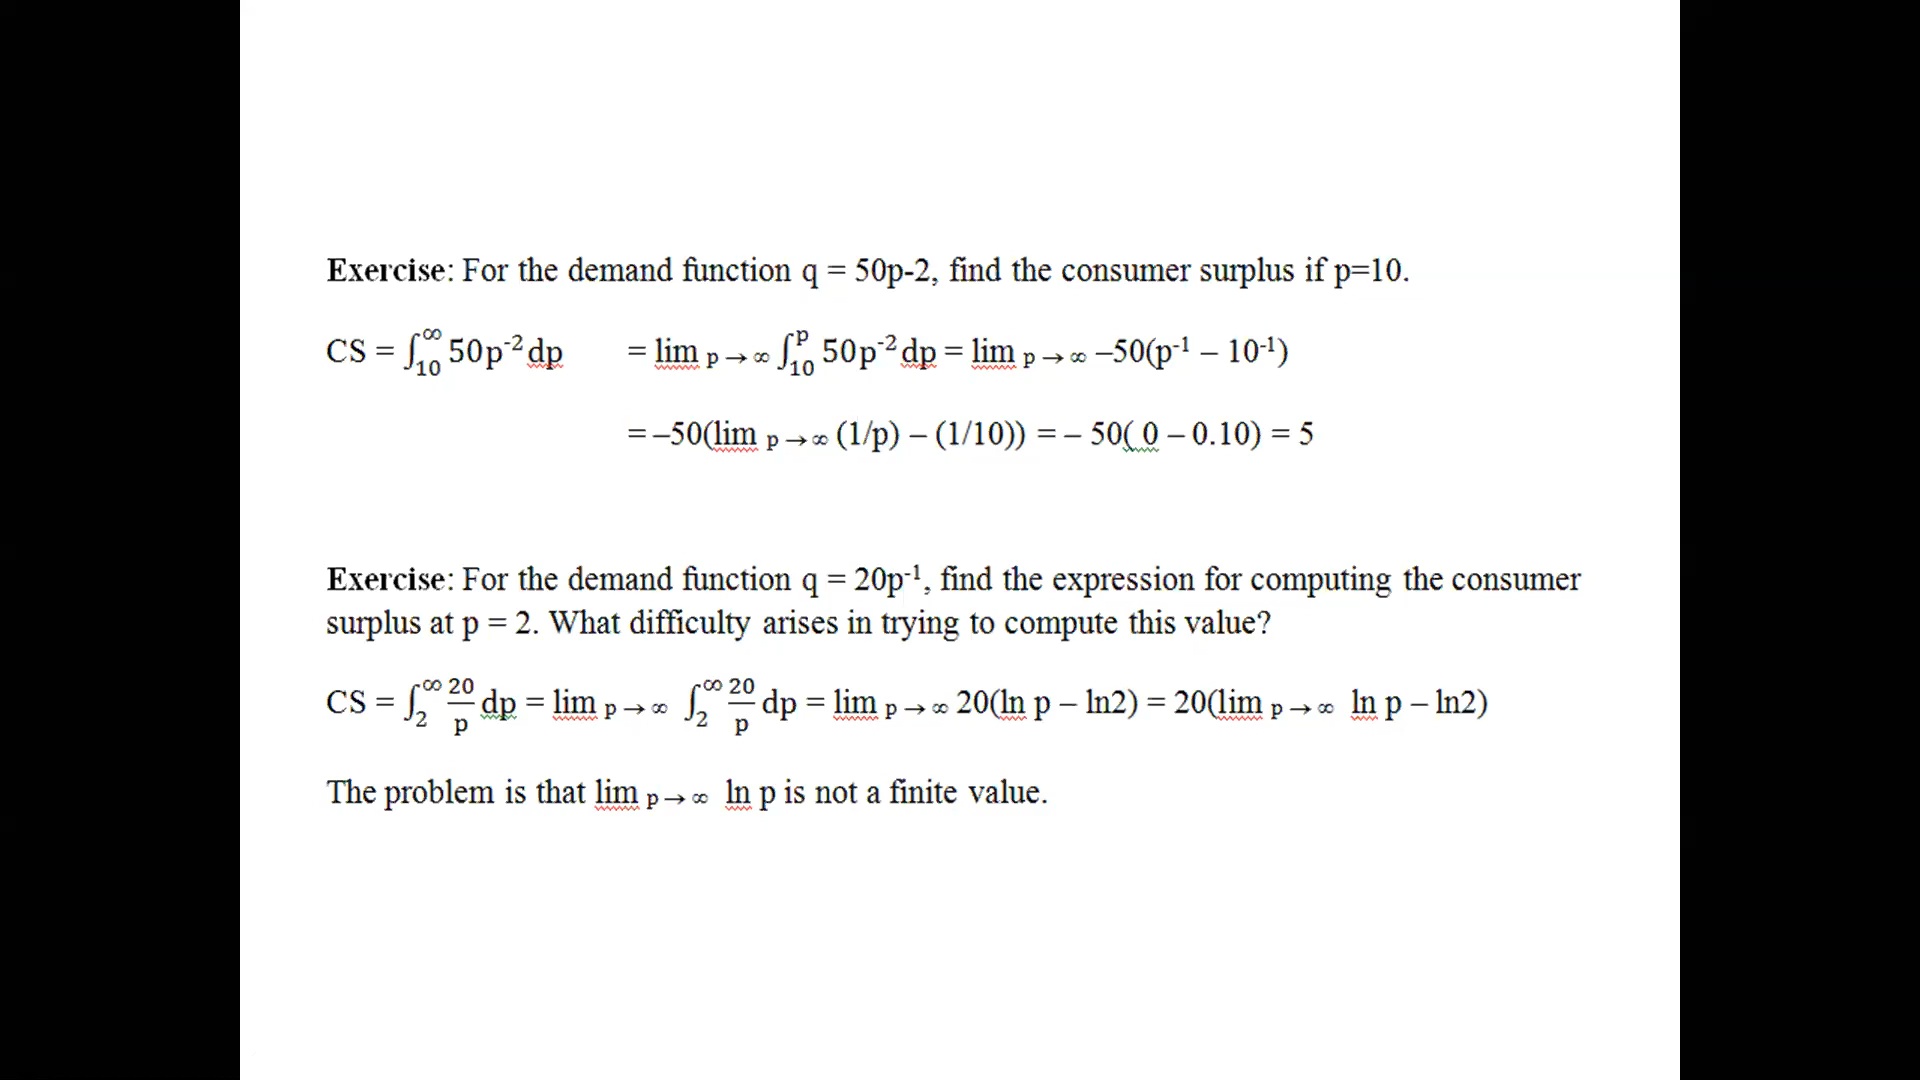 Exercise: For the demand function q = 50p-2, find the consumer surplus if p=10.
CS = ∫₁₀^∞ 50p⁻² dp = lim p → ∞ ∫₁₀^p 50p⁻² dp = lim p → ∞ –50(p⁻¹ – 10⁻¹)
= –50(lim p → ∞ (1/p) – (1/10)) = – 50( 0 – 0.10) = 5
Exercise: For the demand function q = 20p⁻¹, find the expression for computing the consumer
surplus at p = 2. What difficulty arises in trying to compute this value?
CS = ∫₂^∞ 20/p dp = lim p → ∞ ∫₂^∞ 20/p dp = lim p → ∞ 20(ln p – ln2) = 20(lim p → ∞ ln p – ln2)
The problem is that lim p → ∞ ln p is not a finite value.